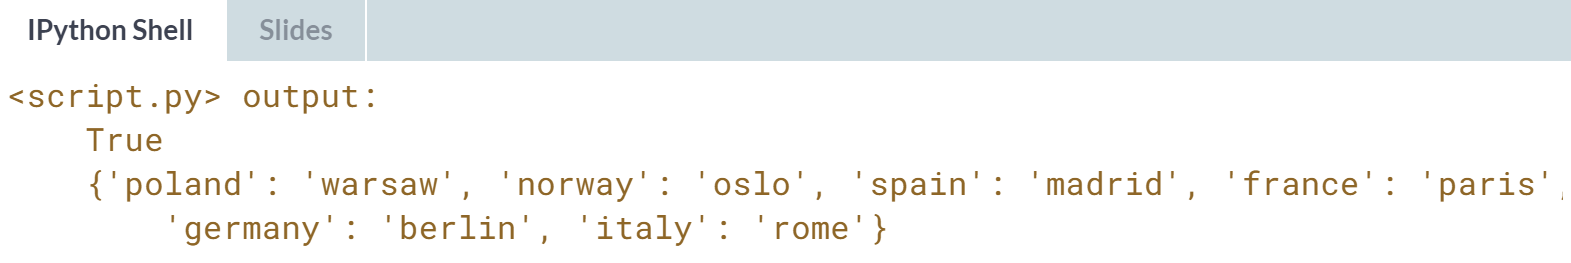 IPython Shell Slides
<script.py> output:
True
{'poland': 'warsaw', 'norway': 'oslo', 'spain': 'madrid', 'france': 'paris',
'germany': 'berlin', 'italy': 'rome'}